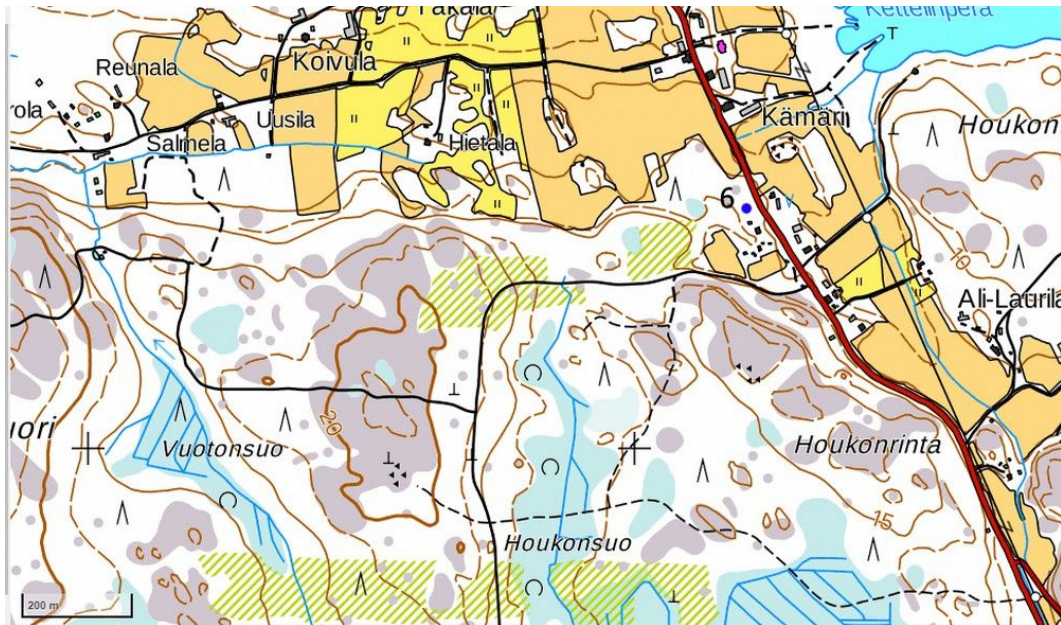 Kettelinperä
T
Koivula
Reunala
rola
Uusila
Kämäri
Salmela
Hietala
Houkon
6
10
Ali-Laurila
20
uori
Vuotonsuo
Houkonrinta
15
Houkonsuo
200 m